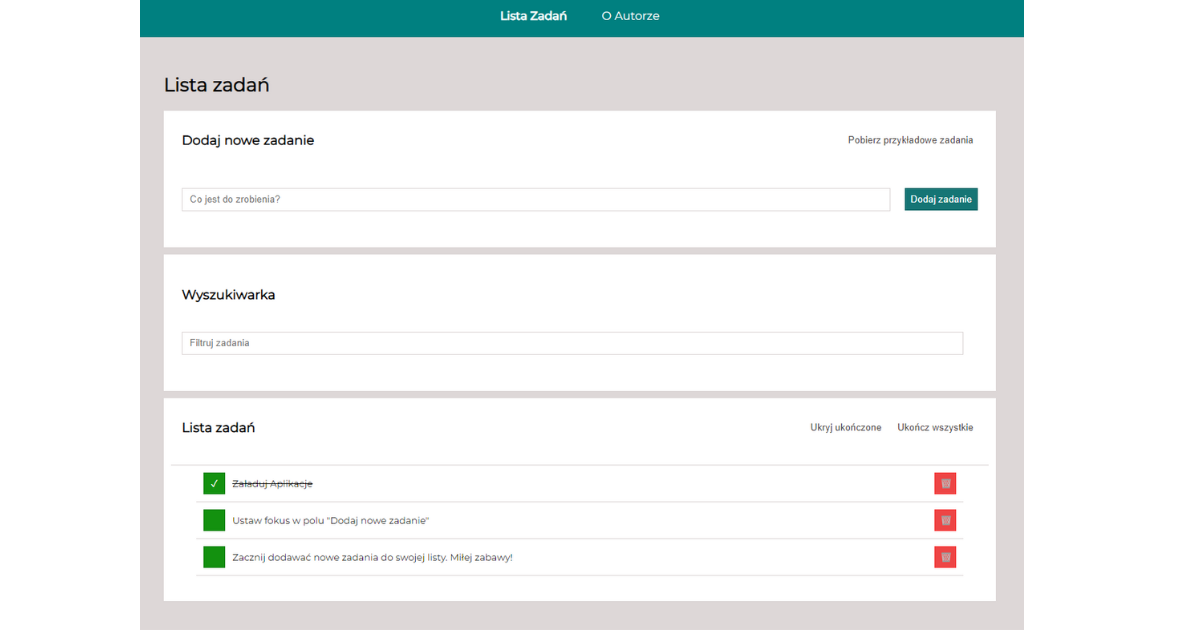 Lista Zadań O Autorze
Lista zadań
Dodaj nowe zadanie Pobierz przykładowe zadania
Co jest do zrobienia? Dodaj zadanie
Wyszukiwarka
Filtruj zadania
Lista zadań Ukryj ukończone Ukończ wszystkie
✓ Załaduj Aplikacje
Ustaw fokus w polu "Dodaj nowe zadanie"
Zacznij dodawać nowe zadania do swojej listy. Miłej zabawy!